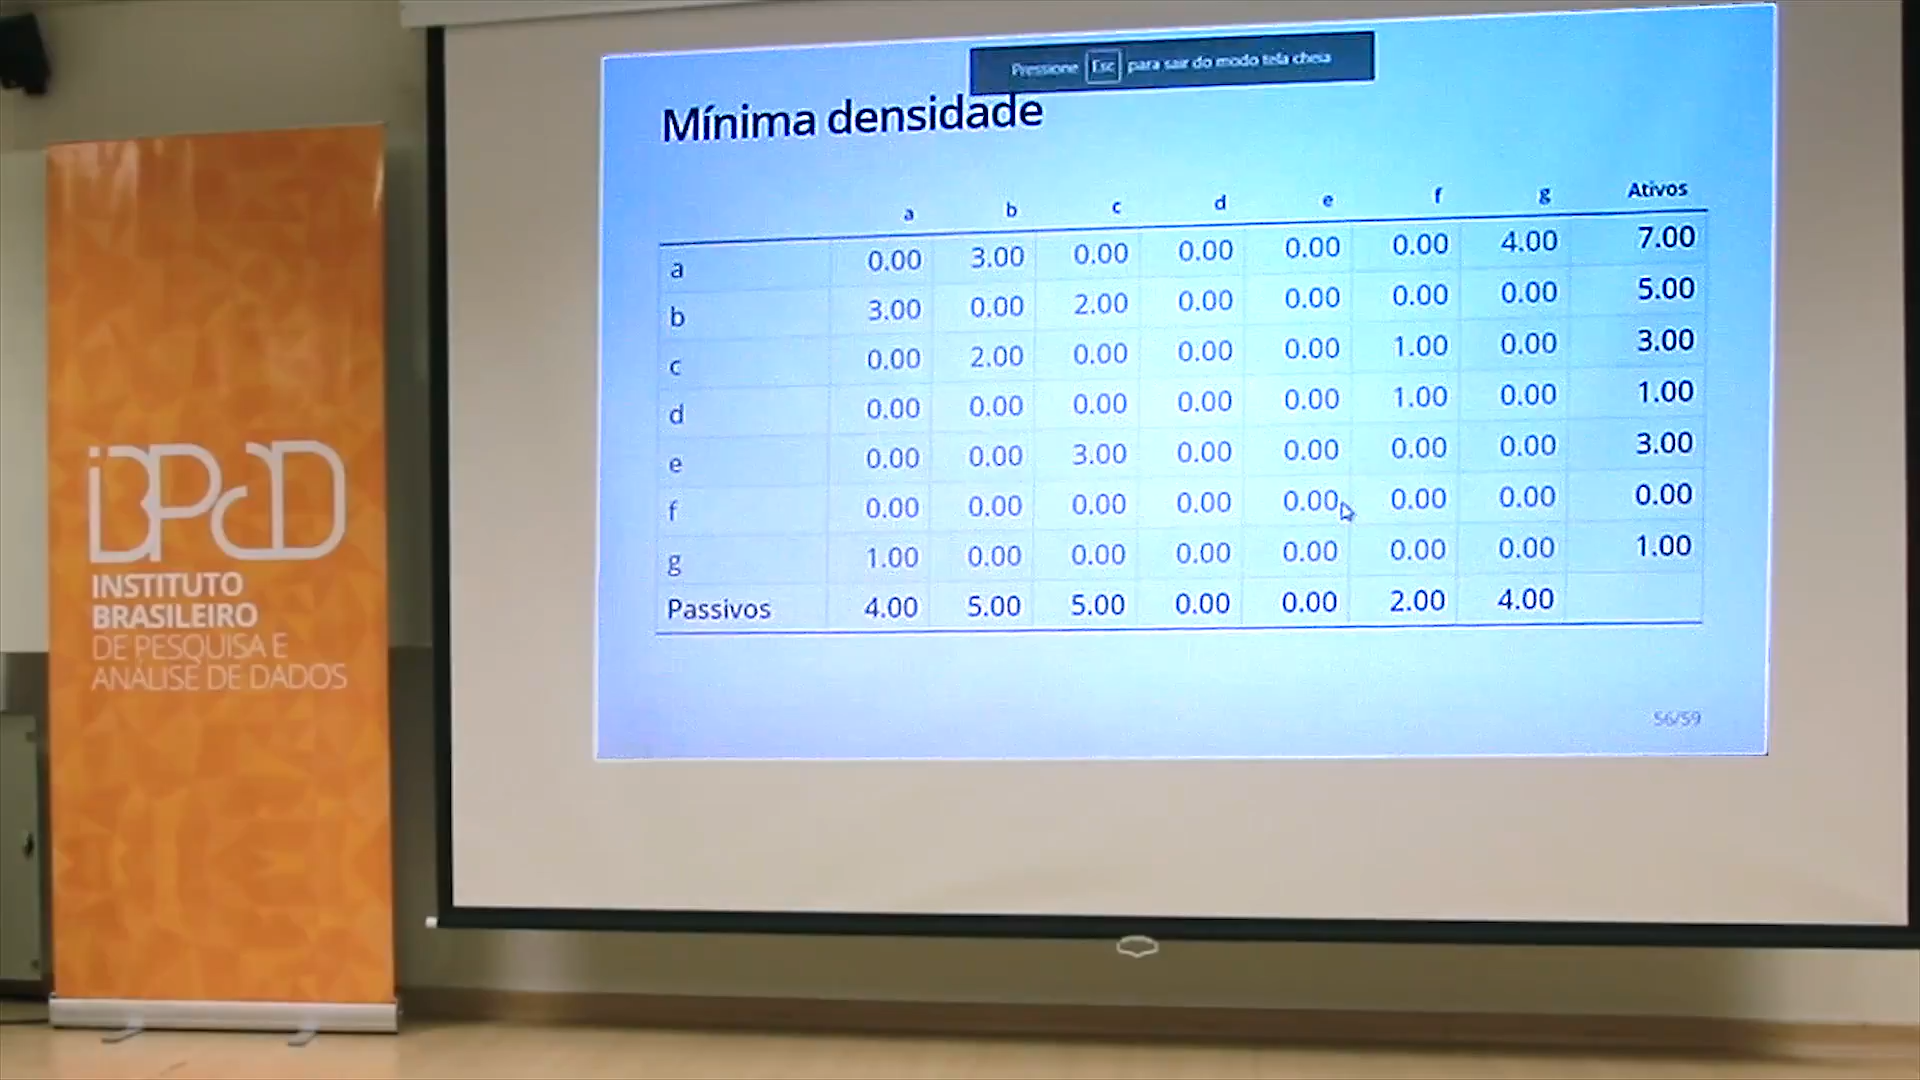 Pressione Esc para sair do modo tela cheia
Mínima densidade
a b c d e f g Ativos
a 0.00 3.00 0.00 0.00 0.00 0.00 4.00 7.00
b 3.00 0.00 2.00 0.00 0.00 0.00 0.00 5.00
c 0.00 2.00 0.00 0.00 0.00 1.00 0.00 3.00
d 0.00 0.00 0.00 0.00 0.00 1.00 0.00 1.00
e 0.00 0.00 3.00 0.00 0.00 0.00 0.00 3.00
f 0.00 0.00 0.00 0.00 0.00 0.00 0.00 0.00
g 1.00 0.00 0.00 0.00 0.00 0.00 0.00 1.00
Passivos 4.00 5.00 5.00 0.00 0.00 2.00 4.00
56/59
iBPaD
INSTITUTO
BRASILEIRO
DE PESQUISA E
ANÁLISE DE DADOS